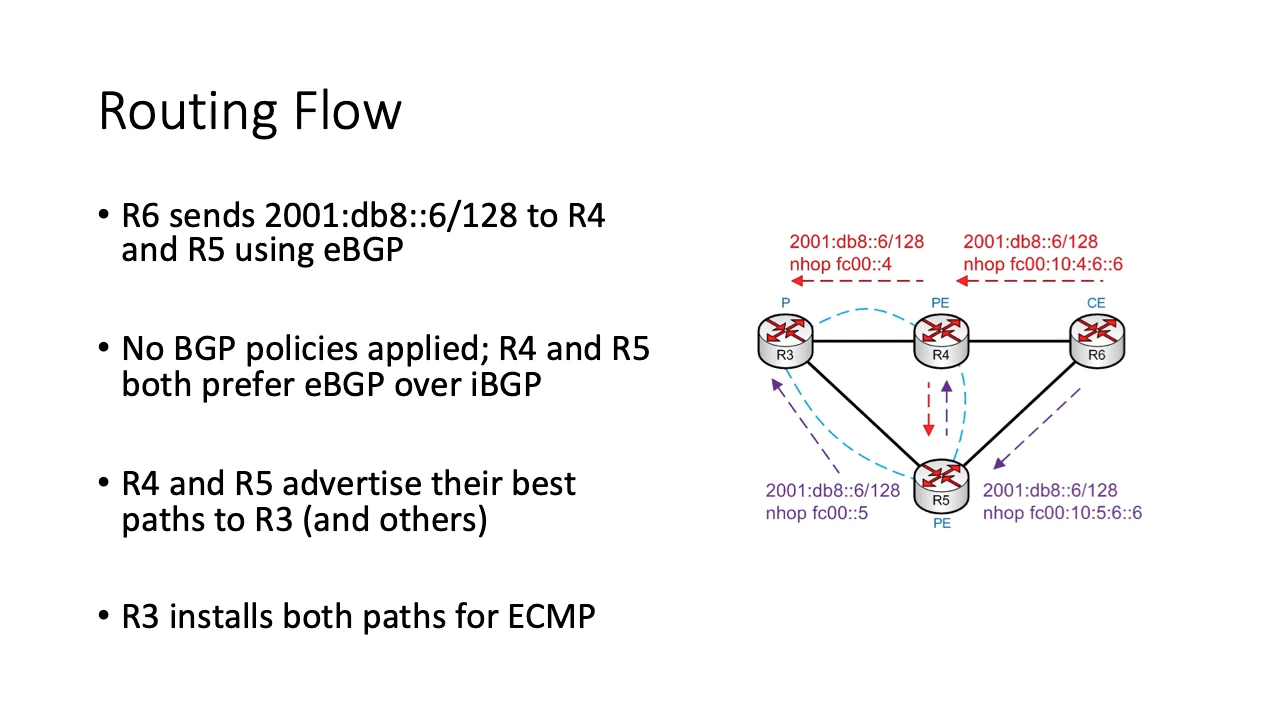 Routing Flow
• R6 sends 2001:db8::6/128 to R4
and R5 using eBGP
• No BGP policies applied; R4 and R5
both prefer eBGP over iBGP
• R4 and R5 advertise their best
paths to R3 (and others)
• R3 installs both paths for ECMP
2001:db8::6/128
nhop fc00::4
2001:db8::6/128
nhop fc00:10:4:6::6
P
PE
CE
R3
R4
R6
2001:db8::6/128
nhop fc00::5
R5
PE
2001:db8::6/128
nhop fc00:10:5:6::6